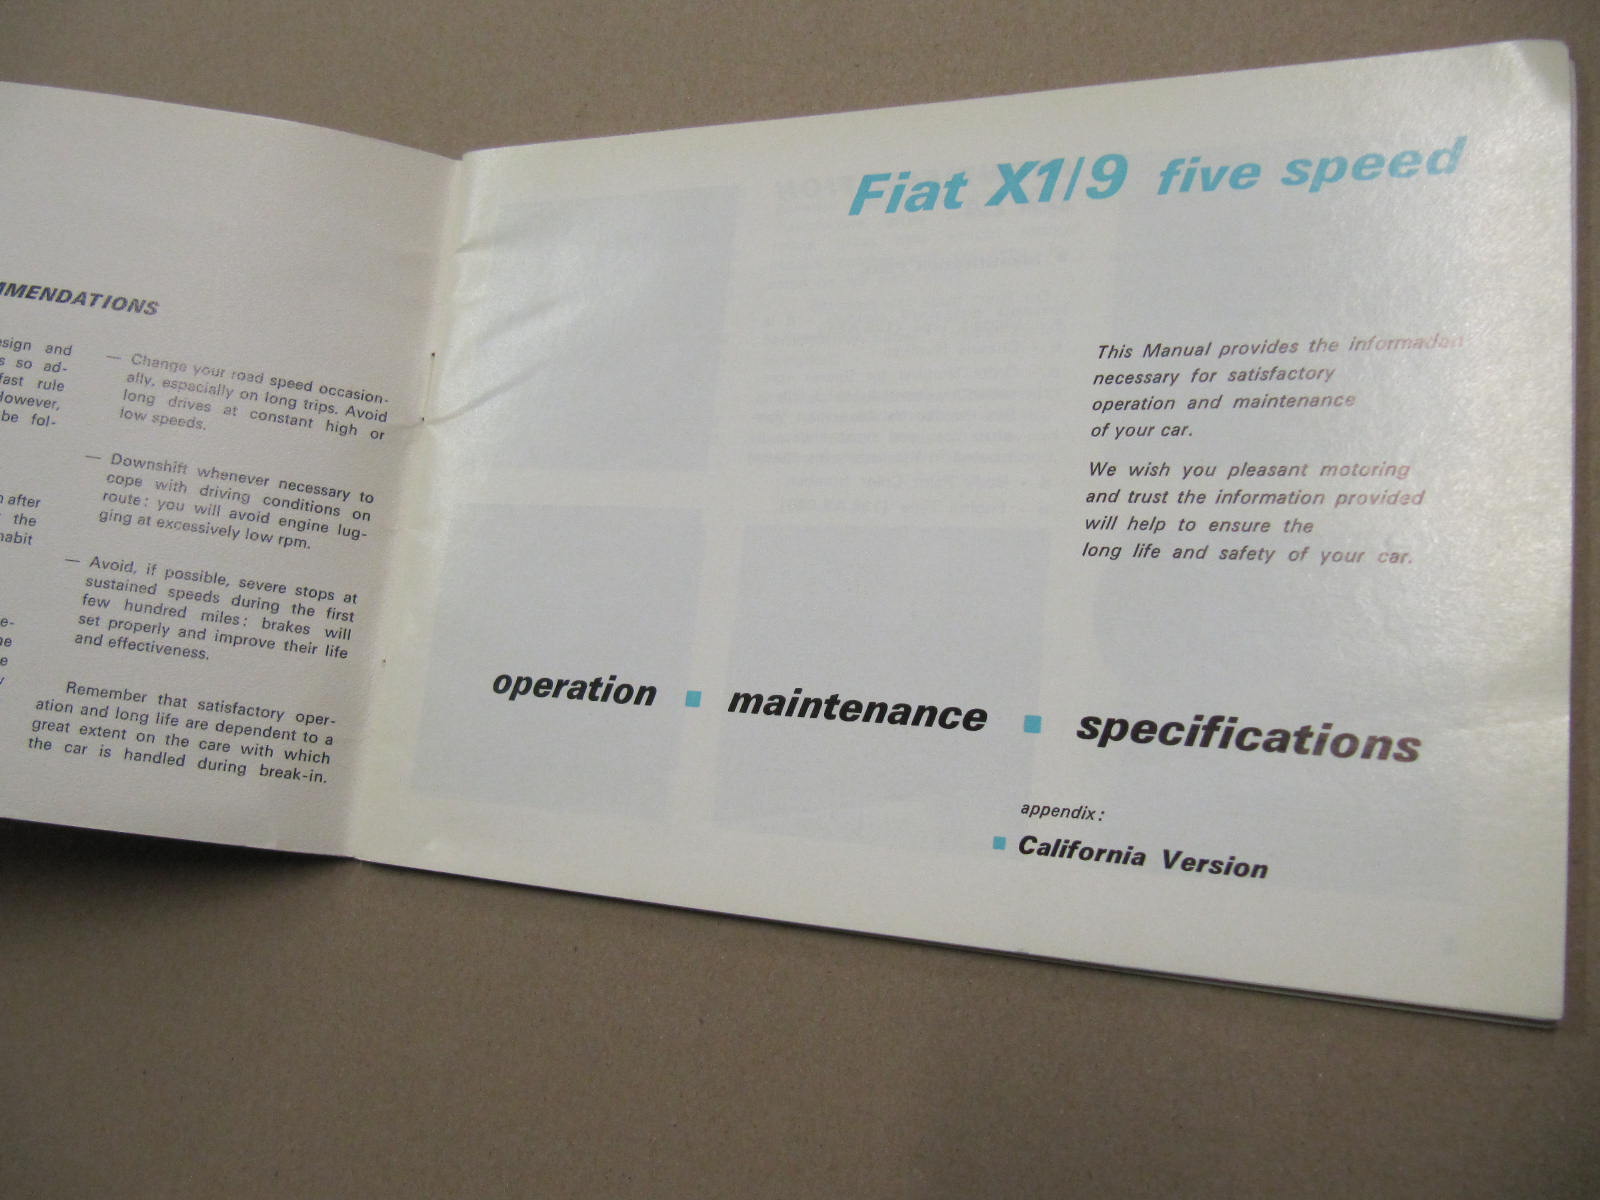 MMENDATIONS
esign and
s so ad-
fast rule
However,
be fol-
after
the
habit
e-
— Change your road speed occasion-
ally, especially on long trips. Avoid
long drives at constant high or
low speeds.
— Downshift whenever necessary to
cope with driving conditions on
route: you will avoid engine lug-
ging at excessively low rpm.
— Avoid, if possible, severe stops at
sustained speeds during the first
few hundred miles: brakes will
set properly and improve their life
and effectiveness.
Remember that satisfactory oper-
ation and long life are dependent to a
great extent on the care with which
the car is handled during break-in.
Fiat X1/9 five speed
This Manual provides the information
necessary for satisfactory
operation and maintenance
of your car.
We wish you pleasant motoring
and trust the information provided
will help to ensure the
long life and safety of your car.
operation ■ maintenance ■ specifications
appendix:
■ California Version